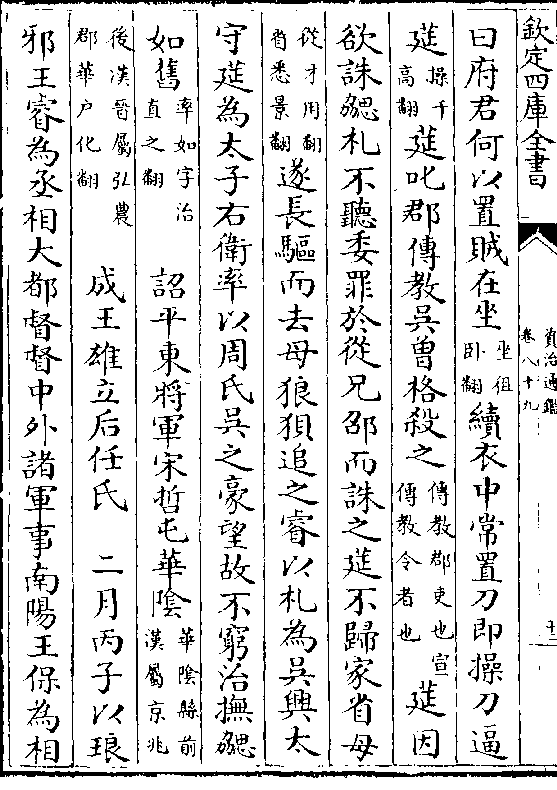 欽定四庫全書
資治通鑑
卷八十九
十二
曰府君何以置賊在坐坐徂卧翻續衣中常置刀即操刀逼
莚操千高翻莚叱郡傳教吳曾格殺之傳教郡吏也宣傳教令者也莚因
欲誅勰札不聽委罪於從兄邵而誅之莚不歸家省母
從才用翻省悉景翻遂長驅而去母狼狽追之睿以札為吳興太
守莚為太子右衛率以周氏吳之豪望故不窮治撫勰
如舊率如字治直之翻 詔平東將軍宋哲屯華陰華陰縣前漢屬京兆
後漢晉屬弘農郡華户化翻 成王雄立后任氏 二月丙子以琅
邪王睿為丞相大都督督中外諸軍事南陽王保為相